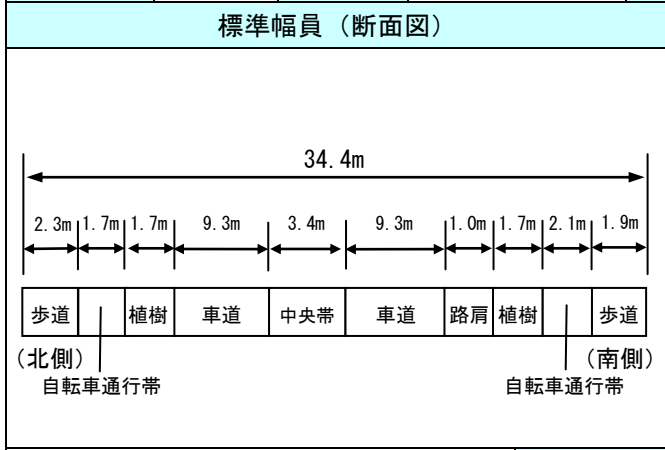 標準幅員（断面図）
34.4m
2.3m 1.7m 1.7m 9.3m 3.4m 9.3m 1.0m 1.7m 2.1m 1.9m
歩道 植樹 車道 中央帯 車道 路肩 植樹 歩道
（北側） （南側）
自転車通行帯 自転車通行帯